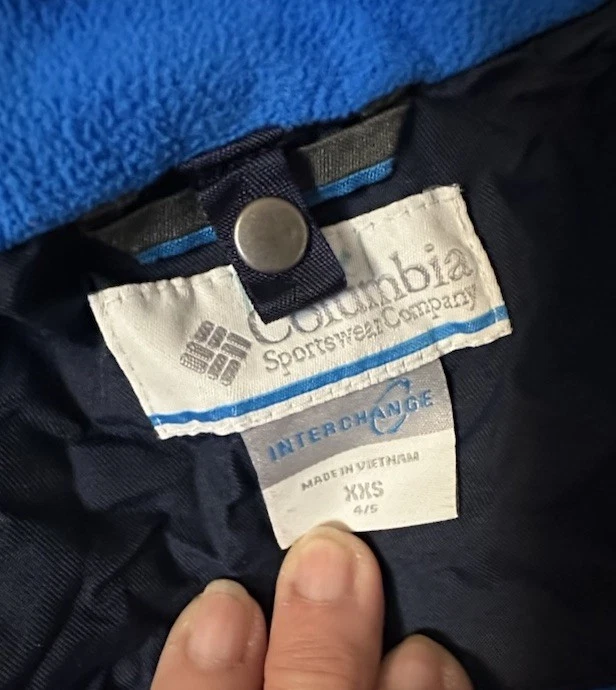 Columbia
Sportswear Company
INTERCHANGE
MADE IN VIETNAM
XXS
4/5